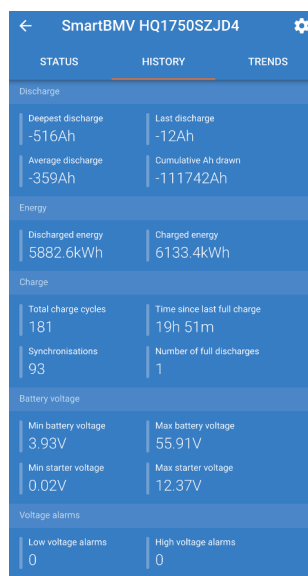 ← SmartBMV HQ1750SZJD4
STATUS HISTORY TRENDS
Discharge
Deepest discharge Last discharge
-516Ah -12Ah
Average discharge Cumulative Ah drawn
-359Ah -111742Ah
Energy
Discharged energy Charged energy
5882.6kWh 6133.4kWh
Charge
Total charge cycles Time since last full charge
181 19h 51m
Synchronisations Number of full discharges
93 1
Battery voltage
Min battery voltage Max battery voltage
3.93V 55.91V
Min starter voltage Max starter voltage
0.02V 12.37V
Voltage alarms
Low voltage alarms High voltage alarms
0 0